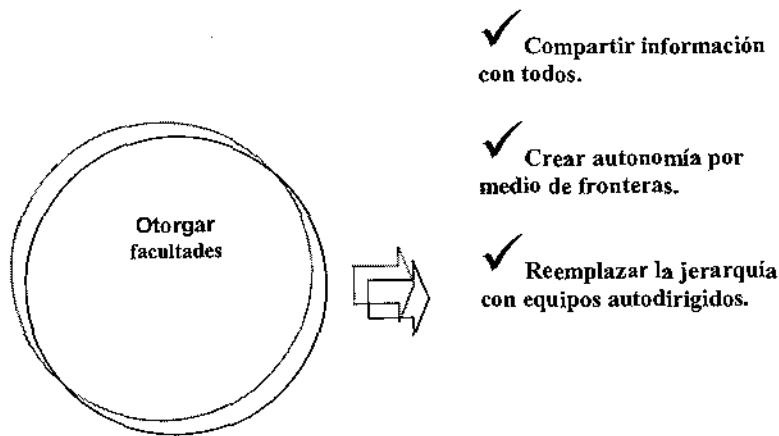 Compartir información
con todos.
Crear autonomía por
medio de fronteras.
Otorgar
facultades
Reemplazar la jerarquía
con equipos autodirigidos.